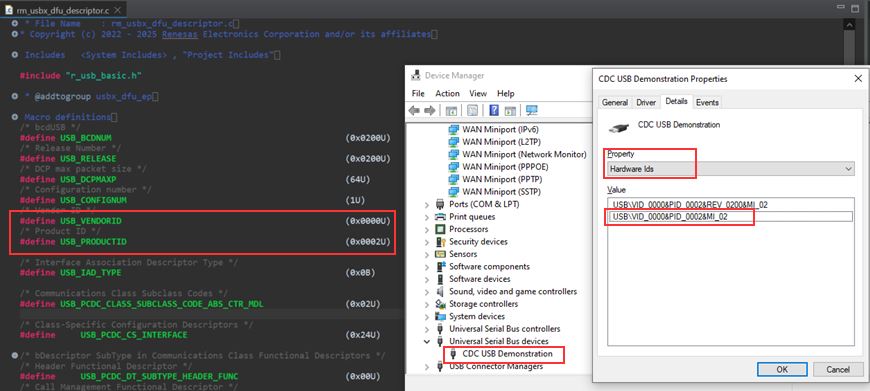 rm_usbx_dfu_descriptor.c
* File Name    : rm_usbx_dfu_descriptor.c
* Copyright (c) 2022 - 2025 Renesas Electronics Corporation and/or its affiliates
Includes   <System Includes> , "Project Includes"
#include "r_usb_basic.h"
* @addtogroup usbx_dfu_ep
Macro definitions
/* bcdUSB */
#define USB_BCDNUM (0x0200U)
/* Release Number */
#define USB_RELEASE (0x0200U)
/* DCP max packet size */
#define USB_DCPMAXP (64U)
/* Configuration number */
#define USB_CONFIGNUM (1U)
/* Vendor ID */
#define USB_VENDORID (0x0000U)
/* Product ID */
#define USB_PRODUCTID (0x0002U)
/* Interface Association Descriptor Type */
#define USB_IAD_TYPE (0x0B)
/* Communications Class Subclass Codes */
#define USB_PCDC_CLASS_SUBCLASS_CODE_ABS_CTR_MDL (0x02U)
/* Class-Specific Configuration Descriptors */
#define    USB_PCDC_CS_INTERFACE (0x24U)
/* bDescriptor SubType in Communications Class Functional Descriptors */
/* Header Functional Descriptor */
#define    USB_PCDC_DT_SUBTYPE_HEADER_FUNC (0x00U)
/* Call Management Functional Descriptor */
Device Manager
File Action View Help
WAN Miniport (IPv6)
WAN Miniport (L2TP)
WAN Miniport (Network Monitor)
WAN Miniport (PPPOE)
WAN Miniport (PPTP)
WAN Miniport (SSTP)
Ports (COM & LPT)
Print queues
Processors
Security devices
Sensors
Software components
Software devices
Sound, video and game controllers
Storage controllers
System devices
Universal Serial Bus controllers
Universal Serial Bus devices
CDC USB Demonstration
USB Connector Managers
CDC USB Demonstration Properties
General Driver Details Events
CDC USB Demonstration
Property
Hardware Ids
Value
USB\VID_0000&PID_0002&REV_0200&MI_02
USB\VID_0000&PID_0002&MI_02
OK Cancel